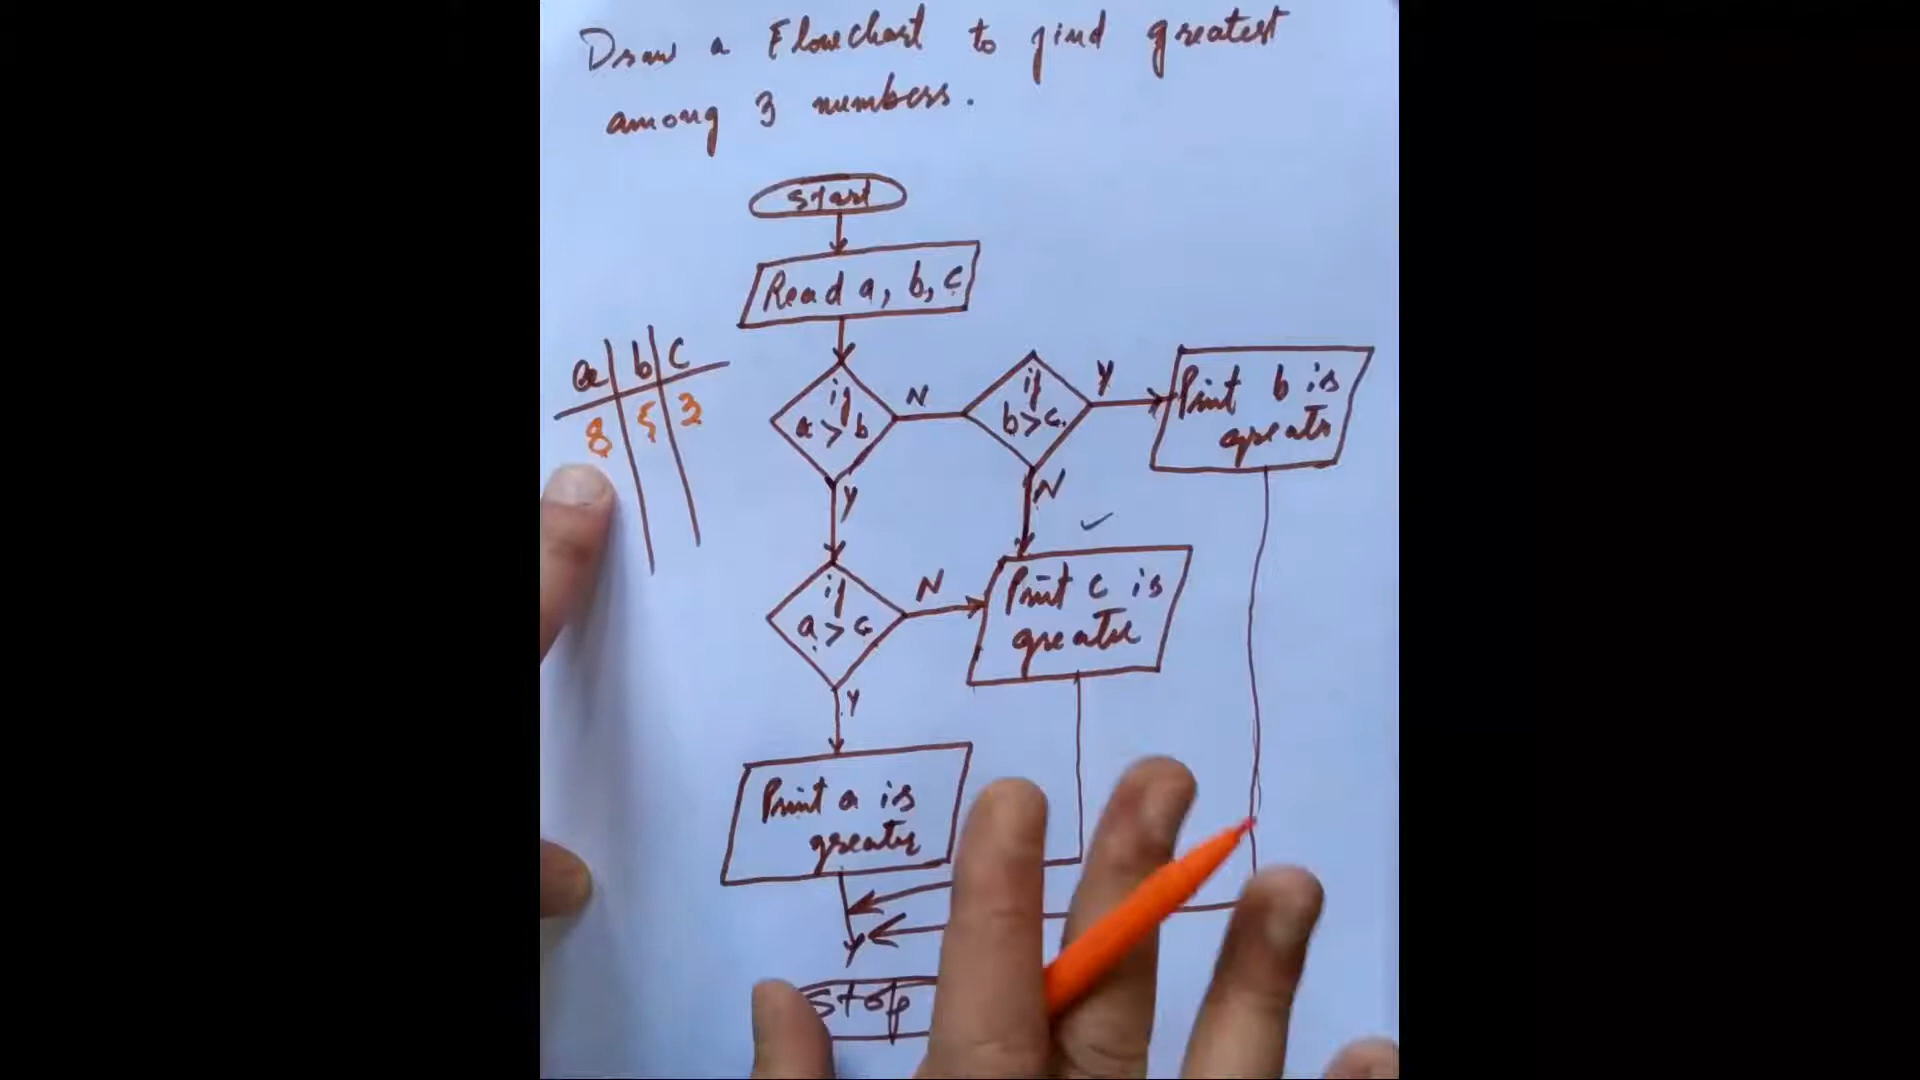 Draw a Flowchart to find greatest
among 3 numbers.
Start
Read a, b, c
a b c
8 5 3
if
a > b
N
if
b > c
Y
Print b is
greater
Y
N
if
a > c
N
Print c is
greater
Y
Print a is
greater
Stop